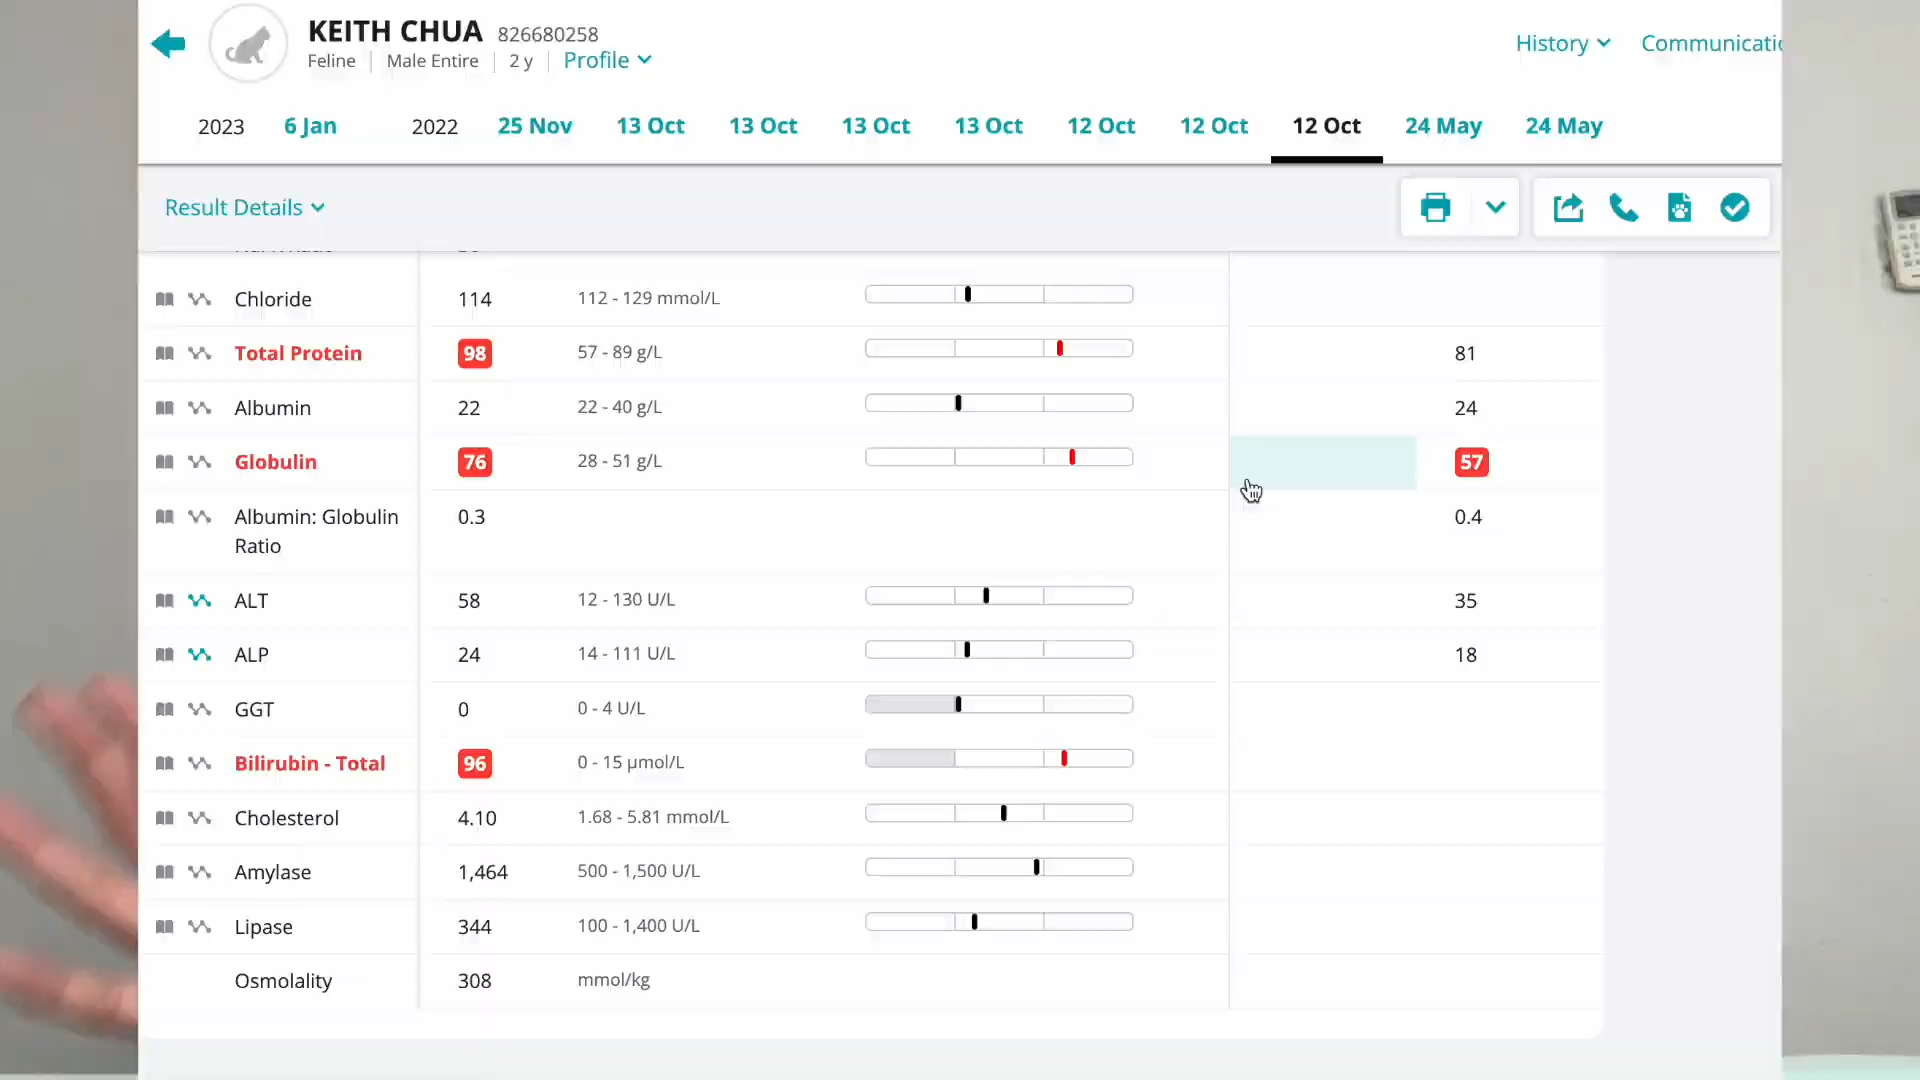 KEITH CHUA 826680258
Feline Male Entire 2 y Profile
History Communicatio
2023 6 Jan 2022 25 Nov 13 Oct 13 Oct 13 Oct 13 Oct 12 Oct 12 Oct 12 Oct 24 May 24 May
Result Details
Chloride 114 112 - 129 mmol/L
Total Protein 98 57 - 89 g/L 81
Albumin 22 22 - 40 g/L 24
Globulin 76 28 - 51 g/L 57
Albumin: Globulin 0.3 0.4
Ratio
ALT 58 12 - 130 U/L 35
ALP 24 14 - 111 U/L 18
GGT 0 0 - 4 U/L
Bilirubin - Total 96 0 - 15 µmol/L
Cholesterol 4.10 1.68 - 5.81 mmol/L
Amylase 1,464 500 - 1,500 U/L
Lipase 344 100 - 1,400 U/L
Osmolality 308 mmol/kg